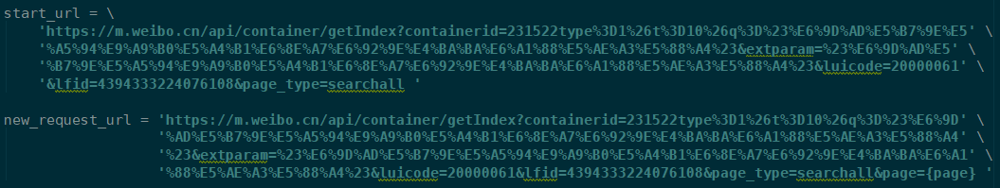 start_url = \
'https://m.weibo.cn/api/container/getIndex?containerid=231522type%3D1%26t%3D10%26q%3D%23%E6%9D%AD%E5%B7%9E%E5' \
'%A5%94%E9%A9%B0%E5%A4%B1%E6%8E%A7%E6%92%9E%E4%BA%BA%E6%A1%88%E5%AE%A3%E5%88%A4%23&extparam=%23%E6%9D%AD%E5' \
'%B7%9E%E5%A5%94%E9%A9%B0%E5%A4%B1%E6%8E%A7%E6%92%9E%E4%BA%BA%E6%A1%88%E5%AE%A3%E5%88%A4%23&luicode=20000061' \
'&lfid=4394333224076108&page_type=searchall '
new_request_url = 'https://m.weibo.cn/api/container/getIndex?containerid=231522type%3D1%26t%3D10%26q%3D%23%E6%9D' \
'%AD%E5%B7%9E%E5%A5%94%E9%A9%B0%E5%A4%B1%E6%8E%A7%E6%92%9E%E4%BA%BA%E6%A1%88%E5%AE%A3%E5%88%A4' \
'%23&extparam=%23%E6%9D%AD%E5%B7%9E%E5%A5%94%E9%A9%B0%E5%A4%B1%E6%8E%A7%E6%92%9E%E4%BA%BA%E6%A1' \
'%88%E5%AE%A3%E5%88%A4%23&luicode=20000061&lfid=4394333224076108&page_type=searchall&page={page} '